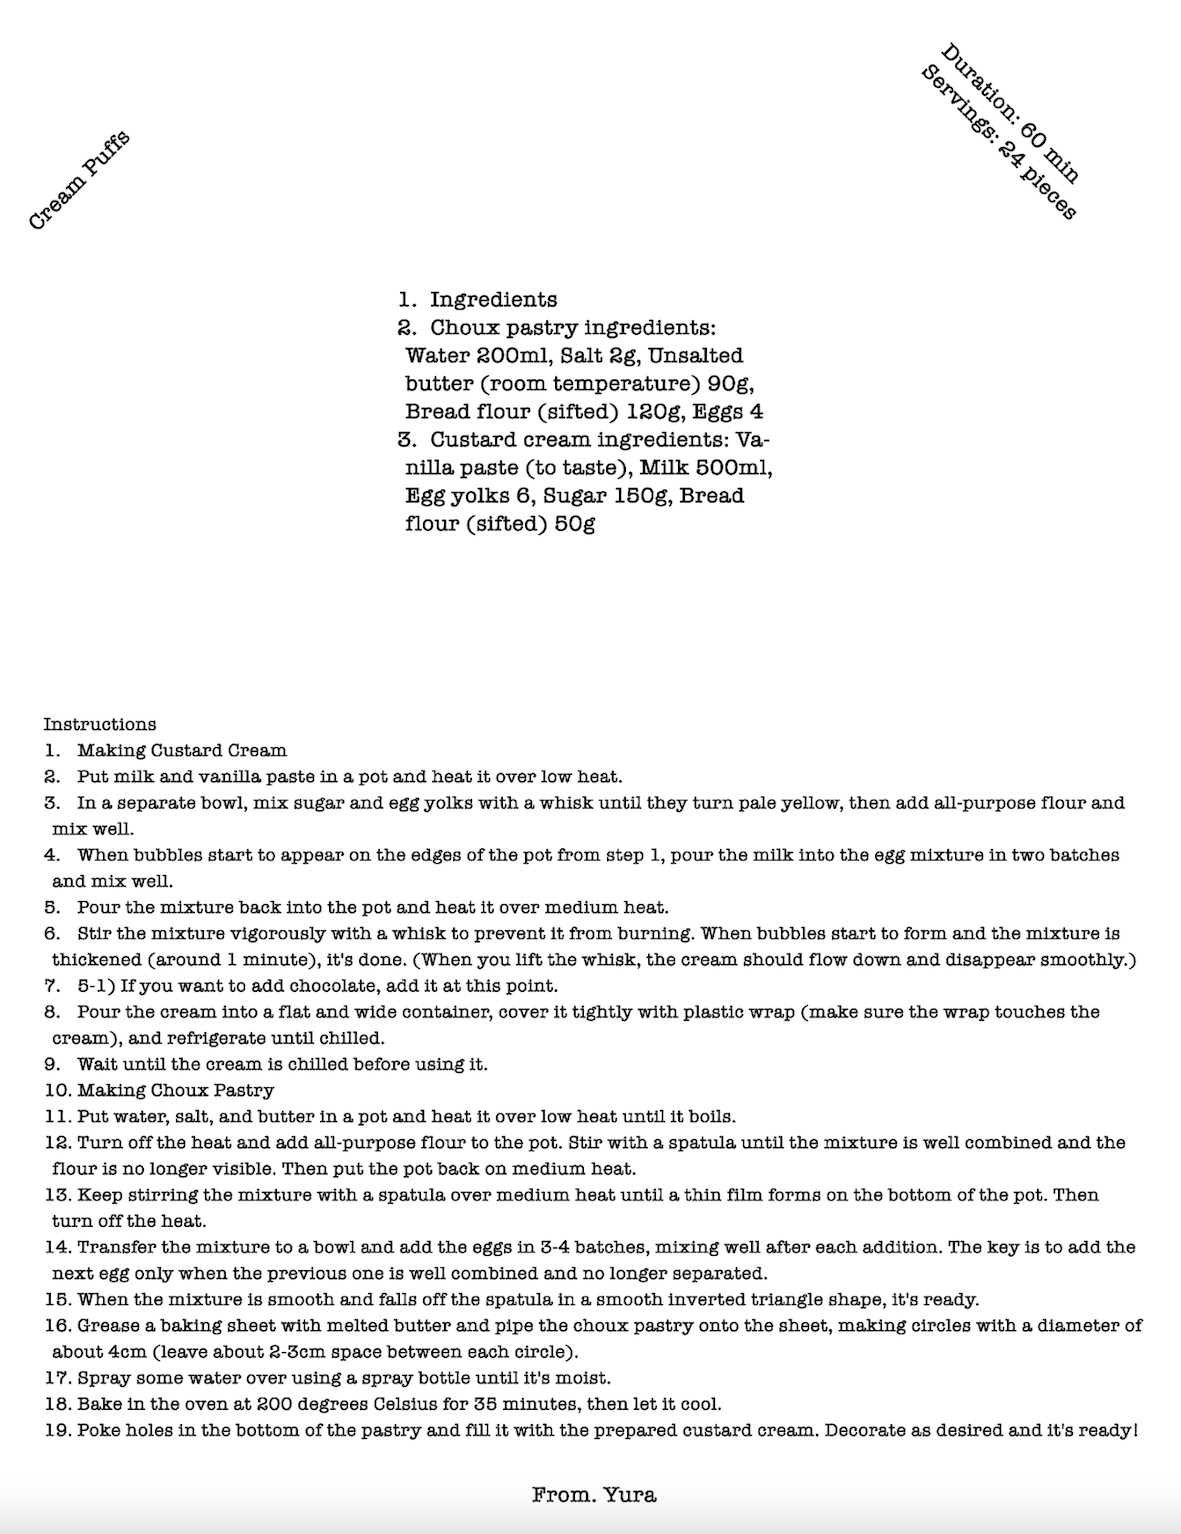 Cream Puffs
Duration: 60 min
Servings: 24 pieces
1. Ingredients
2. Choux pastry ingredients:
Water 200ml, Salt 2g, Unsalted
butter (room temperature) 90g,
Bread flour (sifted) 120g, Eggs 4
3. Custard cream ingredients: Va-
nilla paste (to taste), Milk 500ml,
Egg yolks 6, Sugar 150g, Bread
flour (sifted) 50g
Instructions
1. Making Custard Cream
2. Put milk and vanilla paste in a pot and heat it over low heat.
3. In a separate bowl, mix sugar and egg yolks with a whisk until they turn pale yellow, then add all-purpose flour and
mix well.
4. When bubbles start to appear on the edges of the pot from step 1, pour the milk into the egg mixture in two batches
and mix well.
5. Pour the mixture back into the pot and heat it over medium heat.
6. Stir the mixture vigorously with a whisk to prevent it from burning. When bubbles start to form and the mixture is
thickened (around 1 minute), it's done. (When you lift the whisk, the cream should flow down and disappear smoothly.)
7. 5-1) If you want to add chocolate, add it at this point.
8. Pour the cream into a flat and wide container, cover it tightly with plastic wrap (make sure the wrap touches the
cream), and refrigerate until chilled.
9. Wait until the cream is chilled before using it.
10. Making Choux Pastry
11. Put water, salt, and butter in a pot and heat it over low heat until it boils.
12. Turn off the heat and add all-purpose flour to the pot. Stir with a spatula until the mixture is well combined and the
flour is no longer visible. Then put the pot back on medium heat.
13. Keep stirring the mixture with a spatula over medium heat until a thin film forms on the bottom of the pot. Then
turn off the heat.
14. Transfer the mixture to a bowl and add the eggs in 3-4 batches, mixing well after each addition. The key is to add the
next egg only when the previous one is well combined and no longer separated.
15. When the mixture is smooth and falls off the spatula in a smooth inverted triangle shape, it's ready.
16. Grease a baking sheet with melted butter and pipe the choux pastry onto the sheet, making circles with a diameter of
about 4cm (leave about 2-3cm space between each circle).
17. Spray some water over using a spray bottle until it's moist.
18. Bake in the oven at 200 degrees Celsius for 35 minutes, then let it cool.
19. Poke holes in the bottom of the pastry and fill it with the prepared custard cream. Decorate as desired and it's ready!
From. Yura